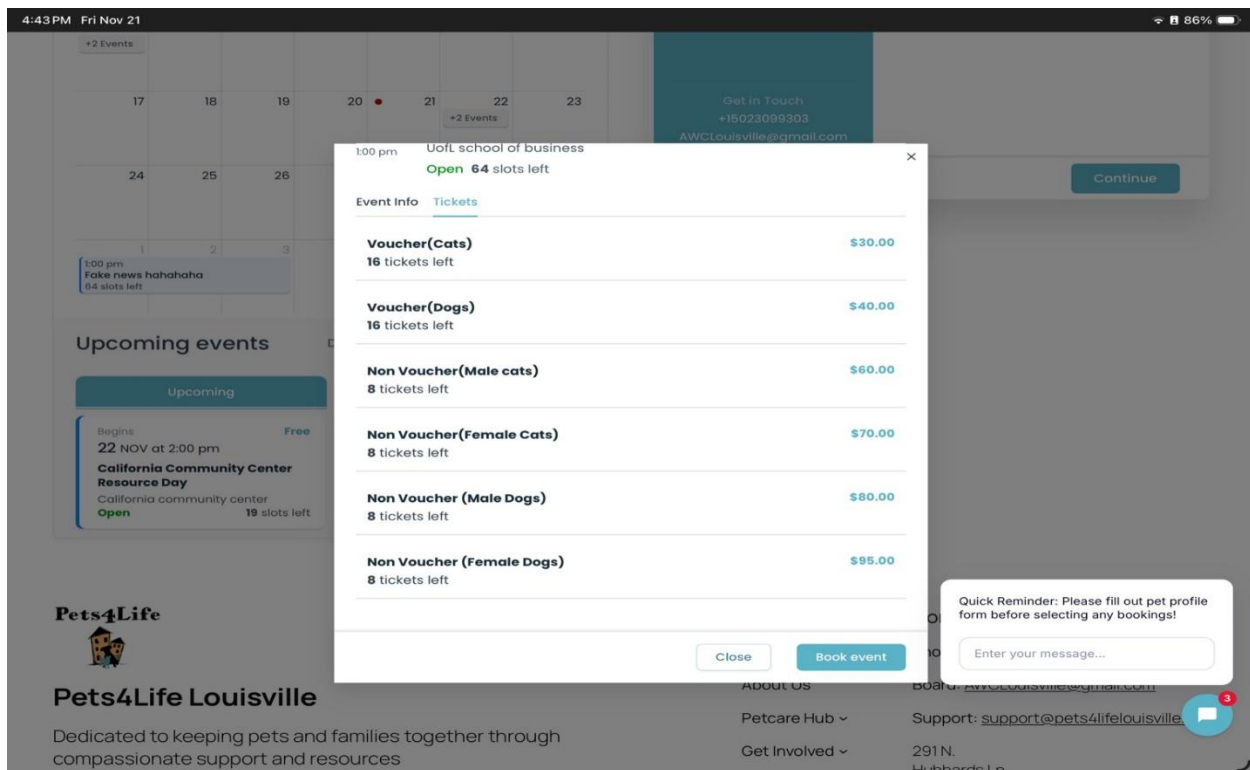 4:43 PM Fri Nov 21
86%
+2 Events
17 18 19 20 21 22 23
+2 Events
24 25 26
1 2 3
1:00 pm
Fake news hahahaha
64 slots left
Get in Touch
+15023099303
AWCLouisville@gmail.com
Continue
1:00 pm UofL school of business
Open 64 slots left
Event Info Tickets
Voucher(Cats) $30.00
16 tickets left
Voucher(Dogs) $40.00
16 tickets left
Non Voucher(Male cats) $60.00
8 tickets left
Non Voucher(Female Cats) $70.00
8 tickets left
Non Voucher (Male Dogs) $80.00
8 tickets left
Non Voucher (Female Dogs) $95.00
8 tickets left
Close Book event
Upcoming events
Upcoming
Begins Free
22 NOV at 2:00 pm
California Community Center
Resource Day
California community center
Open 19 slots left
Quick Reminder: Please fill out pet profile
form before selecting any bookings!
Enter your message...
3
Pets4Life
Pets4Life Louisville
Dedicated to keeping pets and families together through
compassionate support and resources
About Us
Petcare Hub
Get Involved
Board: AWCLouisville@gmail.com
Support: support@pets4lifelouisville
291 N.
Hubbards Ln